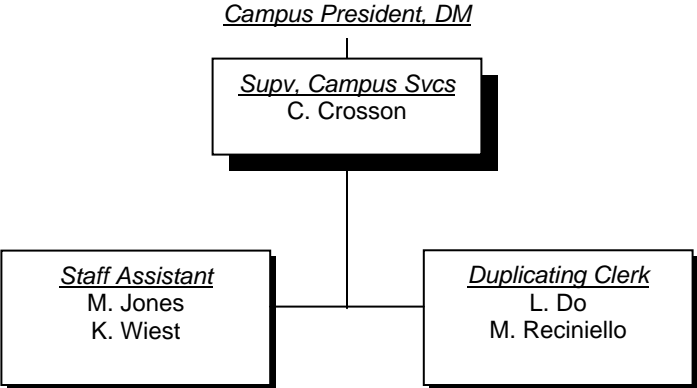 Campus President, DM
Supv, Campus Svcs
C. Crosson
Staff Assistant
M. Jones
K. Wiest
Duplicating Clerk
L. Do
M. Reciniello